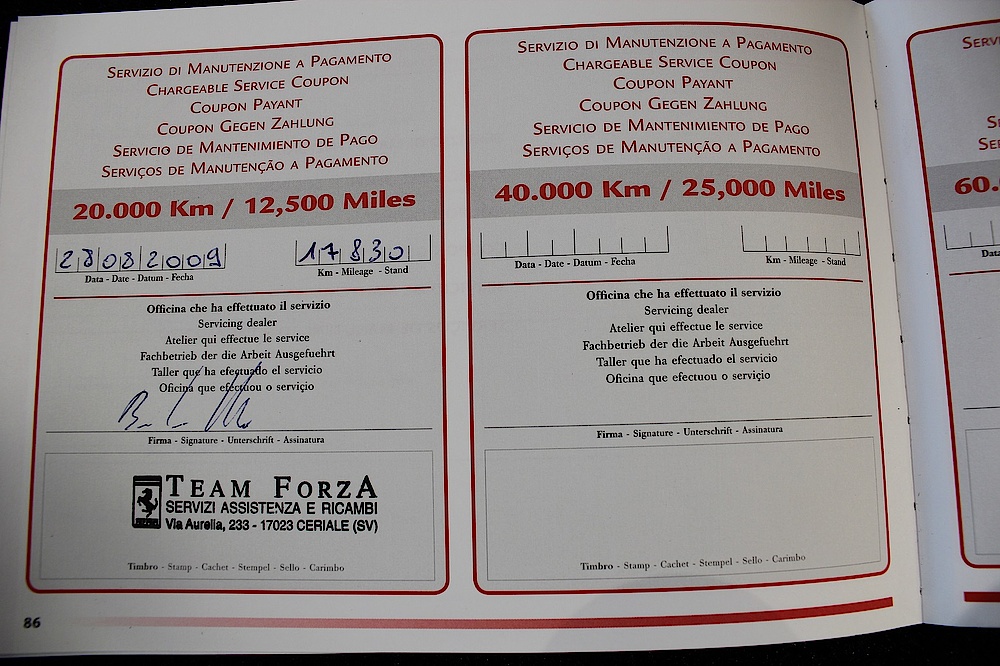 Servizio di Manutenzione a Pagamento
Chargeable Service Coupon
Coupon Payant
Coupon Gegen Zahlung
Servicio de Mantenimiento de Pago
Serviços de Manutenção a Pagamento
20.000 Km / 12,500 Miles
28082009
17830
Data - Date - Datum - Fecha
Km - Mileage - Stand
Officina che ha effettuato il servizio
Servicing dealer
Atelier qui effectue le service
Fachbetrieb der die Arbeit Ausgefuehrt
Taller que ha efectuado el servicio
Oficina que efectuou o serviçio
Firma - Signature - Unterschrift - Assinatura
Team ForzA
SERVIZI ASSISTENZA E RICAMBI
Via Aurelia, 233 - 17023 CERIALE (SV)
Timbro - Stamp - Cachet - Stempel - Sello - Carimbo
86
Servizio di Manutenzione a Pagamento
Chargeable Service Coupon
Coupon Payant
Coupon Gegen Zahlung
Servicio de Mantenimiento de Pago
Serviços de Manutenção a Pagamento
40.000 Km / 25,000 Miles
Data - Date - Datum - Fecha
Km - Mileage - Stand
Officina che ha effettuato il servizio
Servicing dealer
Atelier qui effectue le service
Fachbetrieb der die Arbeit Ausgefuehrt
Taller que ha efectuado el servicio
Oficina que efectuou o serviçio
Firma - Signature - Unterschrift - Assinatura
Timbro - Stamp - Cachet - Stempel - Sello - Carimbo
60.